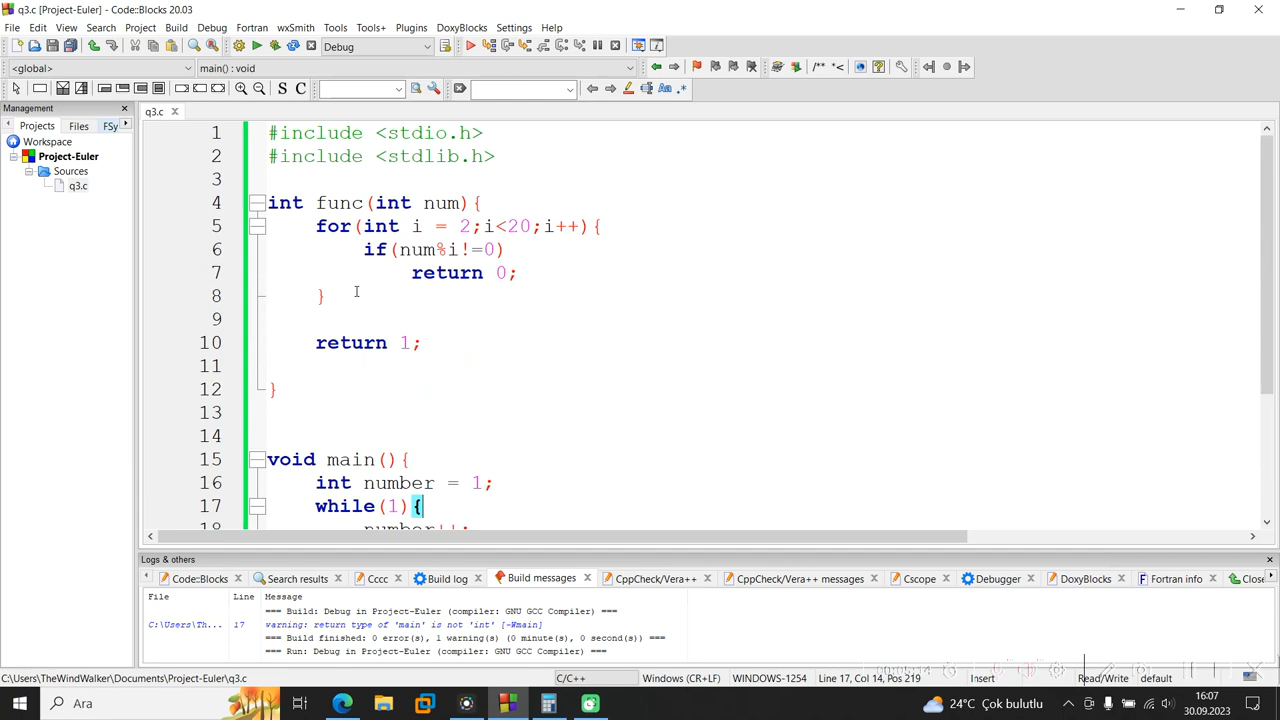 q3.c [Project-Euler] - Code::Blocks 20.03
File Edit View Search Project Build Debug Fortran wxSmith Tools Tools+ Plugins DoxyBlocks Settings Help
Debug
<global> main() : void
/** *<
S C
Aa .*
Management
Projects Files FSy
q3.c
Workspace
Project-Euler
Sources
q3.c
1 #include <stdio.h>
2 #include <stdlib.h>
3
4 int func(int num){
5 for(int i = 2;i<20;i++){
6 if(num%i!=0)
7 return 0;
8 }
9
10 return 1;
11
12 }
13
14
15 void main(){
16 int number = 1;
17 while(1){
18 number++;
Logs & others
Code::Blocks Search results Cccc Build log Build messages CppCheck/Vera++ CppCheck/Vera++ messages Cscope Debugger DoxyBlocks Fortran info Close
File Line Message
=== Build: Debug in Project-Euler (compiler: GNU GCC Compiler) ===
C:\Users\Th... 17 warning: return type of 'main' is not 'int' [-Wmain]
=== Build finished: 0 error(s), 1 warning(s) (0 minute(s), 0 second(s)) ===
=== Run: Debug in Project-Euler (compiler: GNU GCC Compiler) ===
C:\Users\TheWindWalker\Documents\Project-Euler\q3.c C/C++ Windows (CR+LF) WINDOWS-1254 Line 17, Col 14, Pos 219 Insert Read/Write default
Ara
24°C Çok bulutlu
16:07
30.09.2023